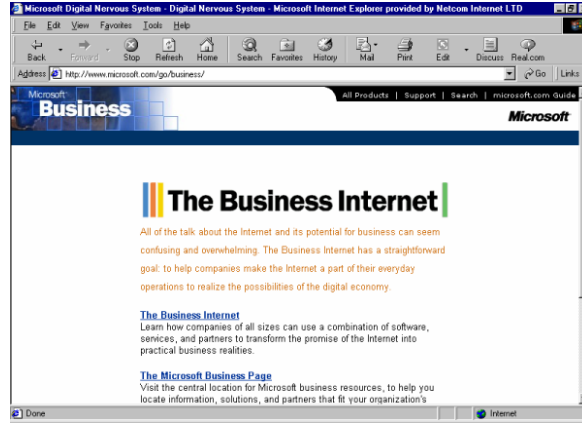 Microsoft Digital Nervous System - Digital Nervous System - Microsoft Internet Explorer provided by Netcom Internet LTD
File Edit View Favorites Tools Help
Back Forward Stop Refresh Home Search Favorites History Mail Print Edit Discuss Real.com
Address http://www.microsoft.com/go/business/ Go Links
Microsoft All Products | Support | Search | microsoft.com Guide
Business
Microsoft
The Business Internet
All of the talk about the Internet and its potential for business can seem
confusing and overwhelming. The Business Internet has a straightforward
goal: to help companies make the Internet a part of their everyday
operations to realize the possibilities of the digital economy.
The Business Internet
Learn how companies of all sizes can use a combination of software,
services, and partners to transform the promise of the Internet into
practical business realities.
The Microsoft Business Page
Visit the central location for Microsoft business resources, to help you
locate information, solutions, and partners that fit your organization's
Done Internet